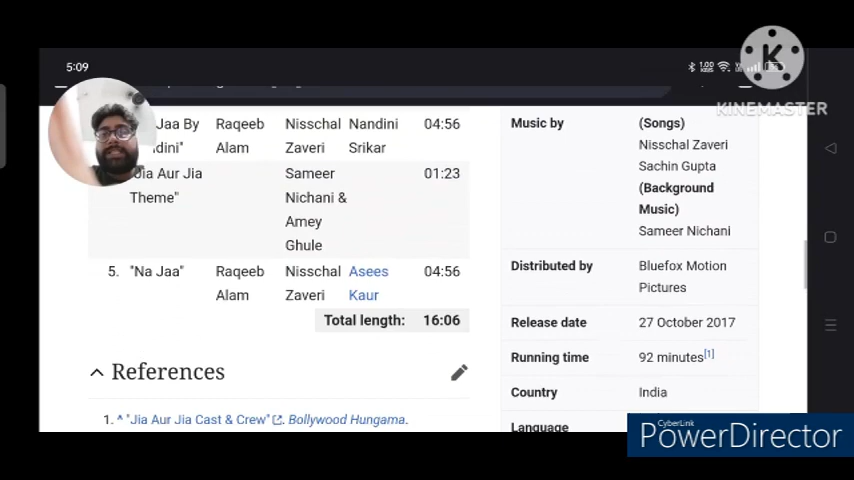 5:09
KINEMASTER
Jaa By Raqeeb Nisschal Nandini 04:56
Alam Zaveri Srikar
Jia Aur Jia Sameer 01:23
Theme" Nichani &
Amey
Ghule
5. "Na Jaa" Raqeeb Nisschal Asees 04:56
Alam Zaveri Kaur
Total length: 16:06
References
1. ^ "Jia Aur Jia Cast & Crew". Bollywood Hungama.
Music by (Songs)
Nisschal Zaveri
Sachin Gupta
(Background
Music)
Sameer Nichani
Distributed by Bluefox Motion
Pictures
Release date 27 October 2017
Running time 92 minutes[1]
Country India
Language
CyberLink
PowerDirector